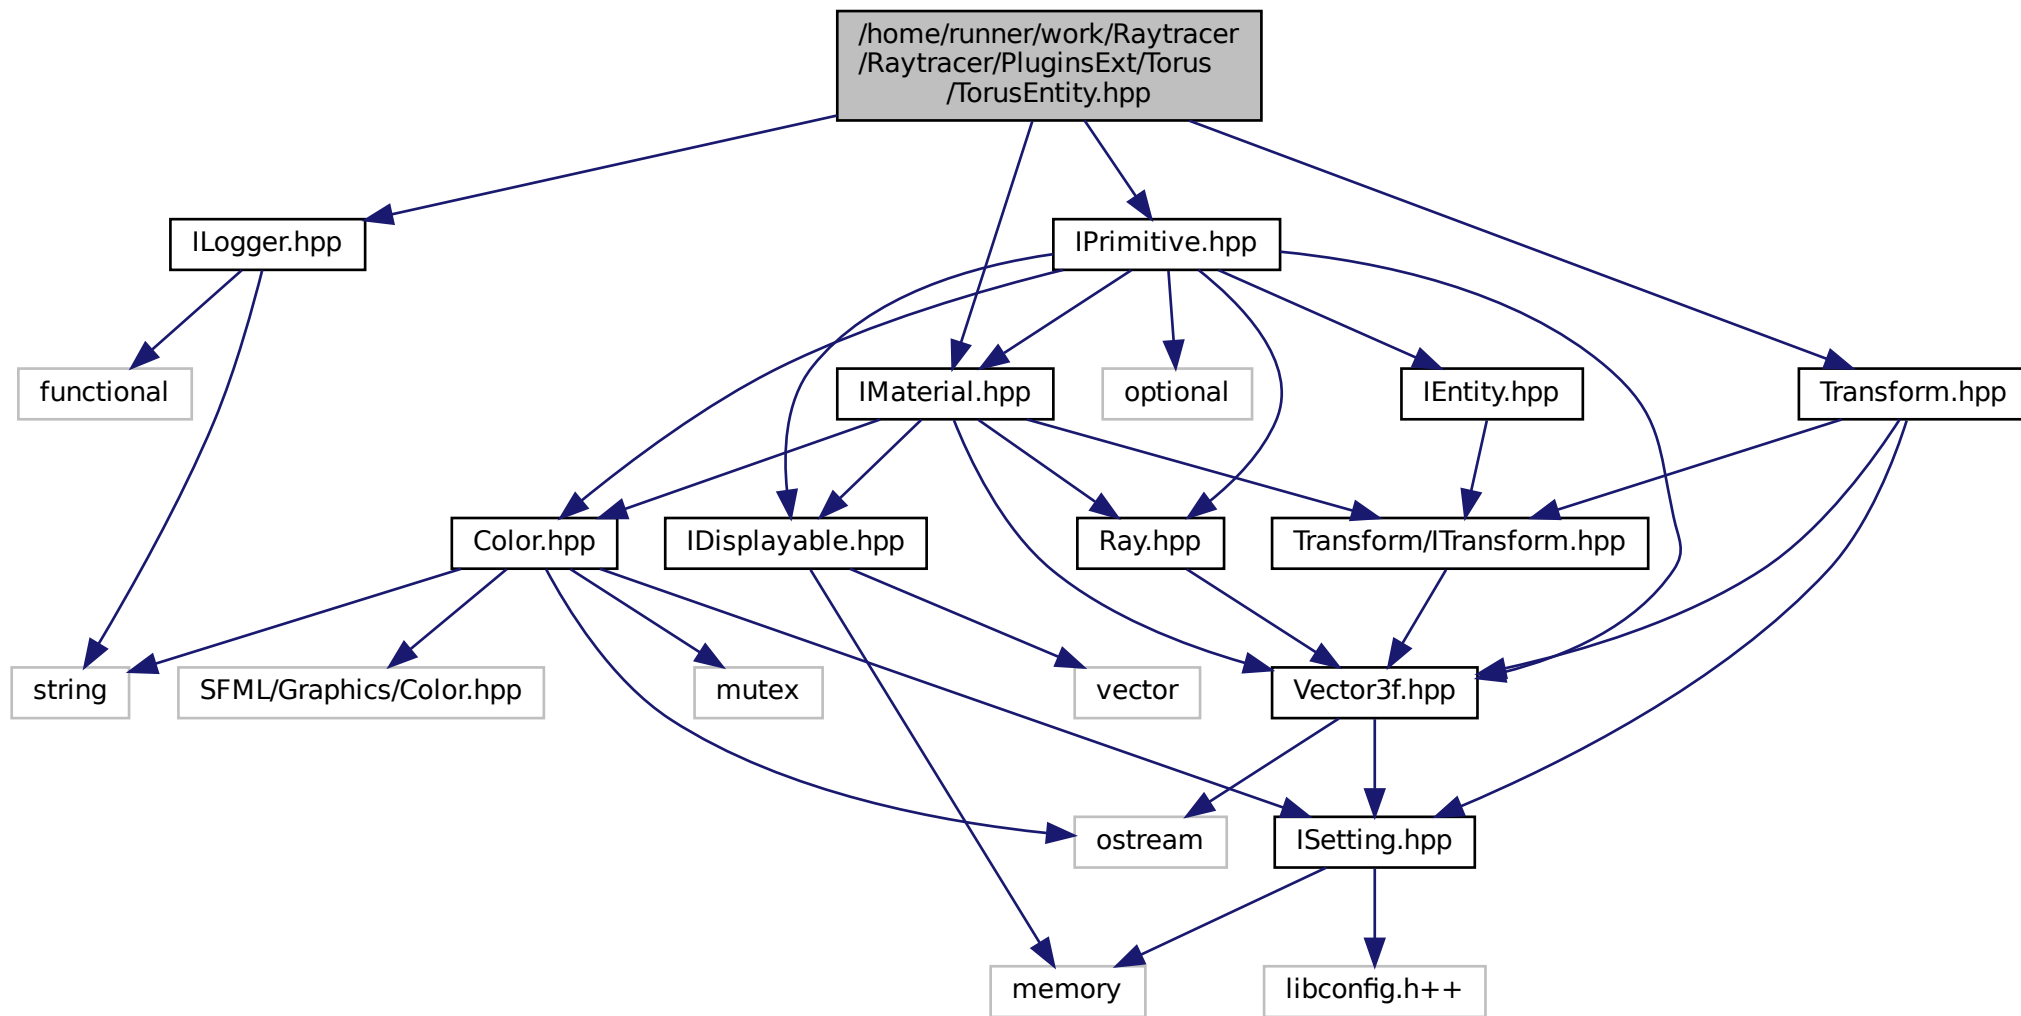 /home/runner/work/Raytracer
/Raytracer/PluginsExt/Torus
/TorusEntity.hpp
ILogger.hpp
IPrimitive.hpp
functional
IMaterial.hpp
optional
IEntity.hpp
Transform.hpp
Color.hpp
IDisplayable.hpp
Ray.hpp
Transform/ITransform.hpp
string
SFML/Graphics/Color.hpp
mutex
vector
Vector3f.hpp
ostream
ISetting.hpp
memory
libconfig.h++